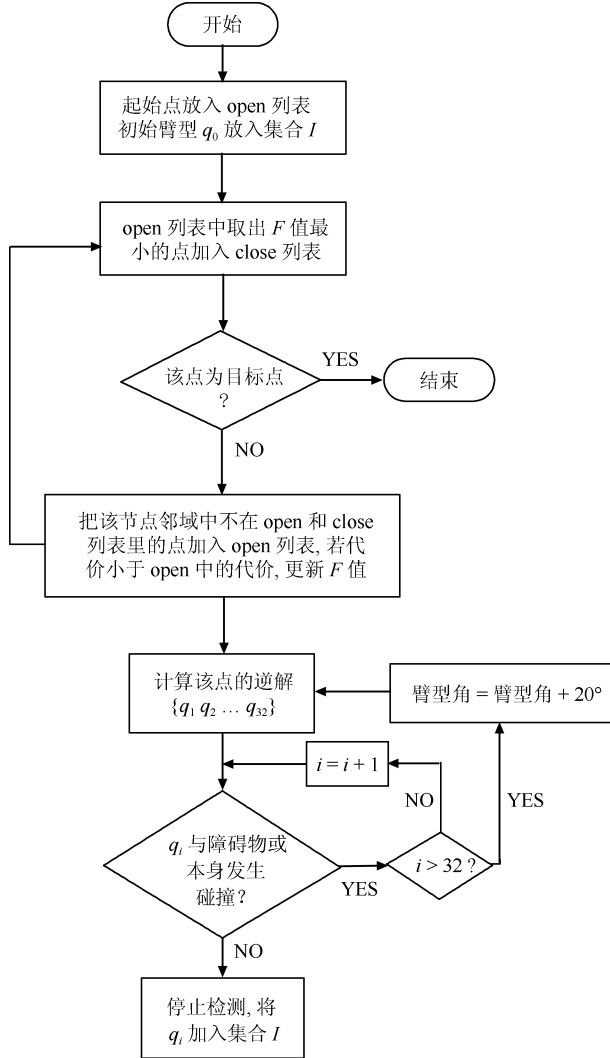 开始
起始点放入 open 列表
初始臂型 q₀ 放入集合 I
open 列表中取出 F 值最
小的点加入 close 列表
该点为目标点
?
YES
结束
NO
把该节点邻域中不在 open 和 close
列表里的点加入 open 列表, 若代
价小于 open 中的代价, 更新 F 值
计算该点的逆解
{q₁ q₂ … q₃₂}
臂型角 = 臂型角 + 20°
i = i + 1
NO
YES
qᵢ 与障碍物或
本身发生
碰撞?
YES
i > 32 ?
NO
停止检测, 将
qᵢ 加入集合 I